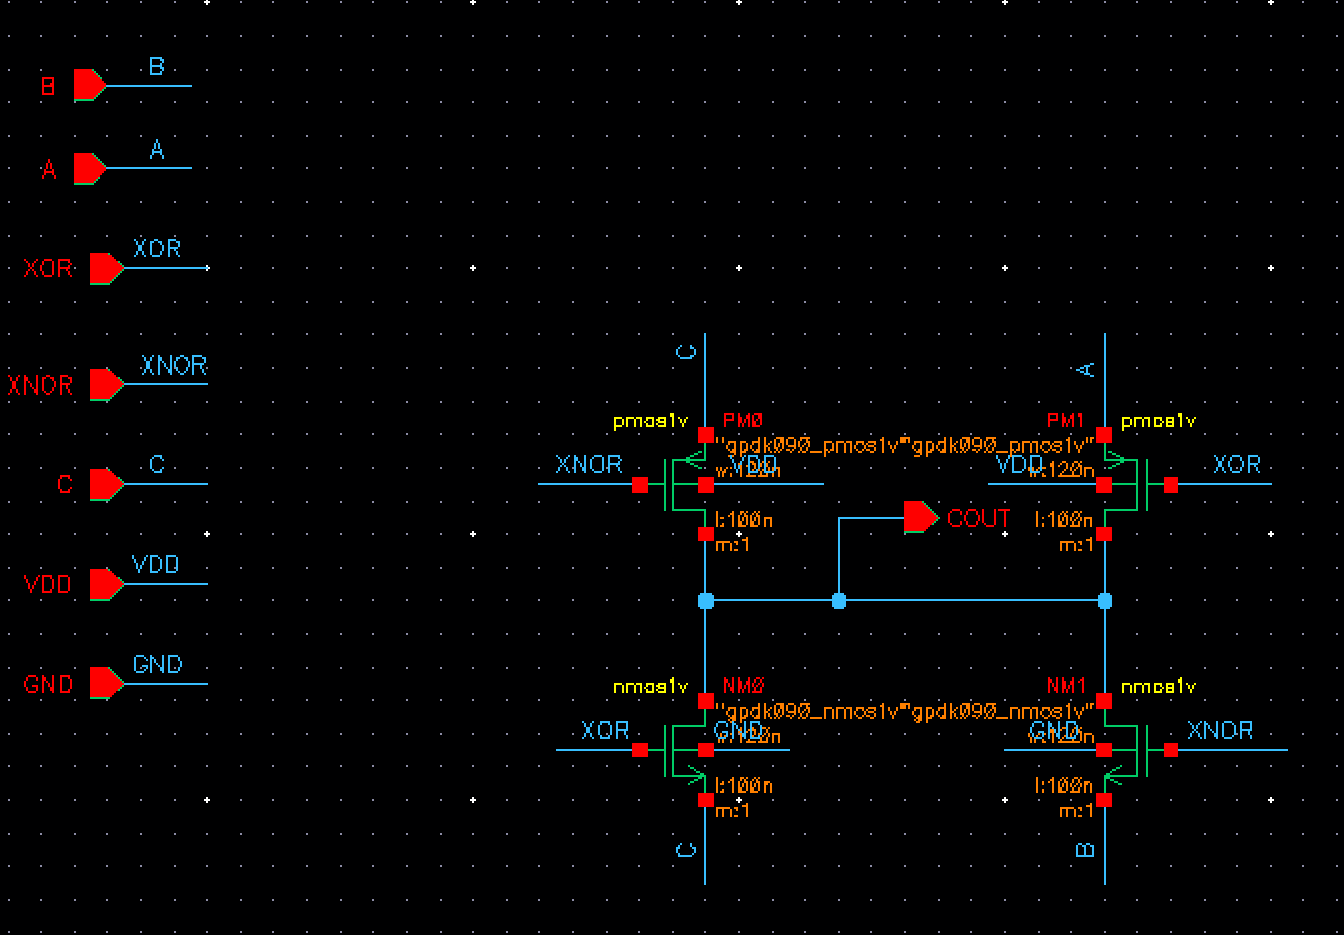 B
B
A
A
XOR
XOR
XNOR
XNOR
C
C
VDD
VDD
GND
GND
C
A
pmos1v
PM0
PM1
pmos1v
"gpdk090_pmos1v"
"gpdk090_pmos1v"
XNOR
VDD
w:120n
VDD
w:120n
XOR
l:100n
COUT
l:100n
m:1
m:1
nmos1v
NM0
NM1
nmos1v
"gpdk090_nmos1v"
"gpdk090_nmos1v"
XOR
GND
w:120n
GND
w:120n
XNOR
l:100n
l:100n
m:1
m:1
C
B